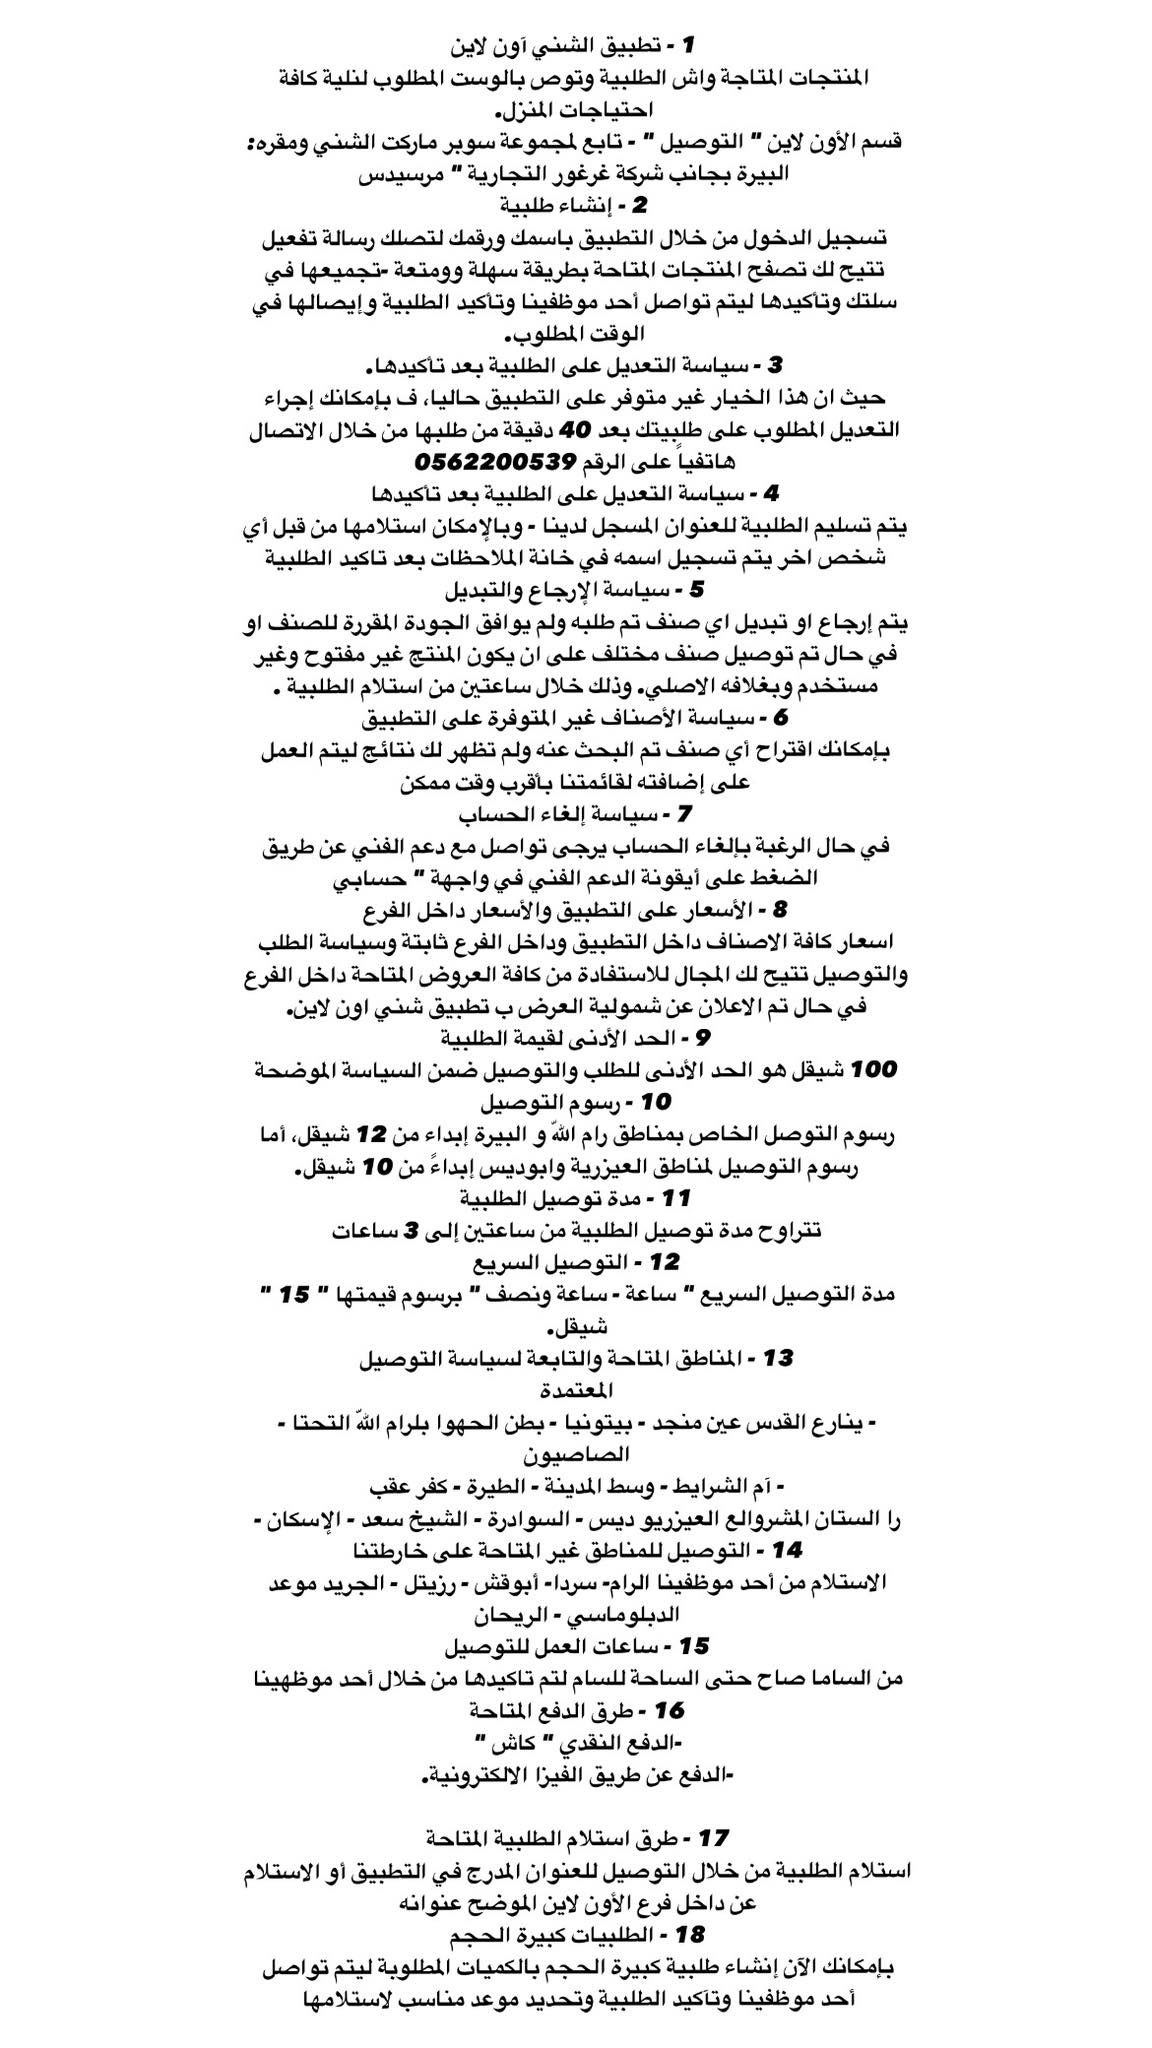 1 - تطبيق الشني آون لاين
المنتجات المتاجة واش الطلبية وتوص بالوست المطلوب لنلية كافة
احتياجات المنزل.
قسم الأون لاين " التوصيل " - تابع لمجموعة سوبر ماركت الشني ومقره:
البيرة بجانب شركة غرغور التجارية " مرسيدس
2 - إنشاء طلبية
تسجيل الدخول من خلال التطبيق باسمك ورقمك لتصلك رسالة تفعيل
تتيح لك تصفح المنتجات المتاحة بطريقة سهلة وومتعة -تجميعها في
سلتك وتأكيدها ليتم تواصل أحد موظفينا وتأكيد الطلبية وإيصالها في
الوقت المطلوب.
3 - سياسة التعديل على الطلبية بعد تأكيدها.
حيث ان هذا الخيار غير متوفر على التطبيق حاليا، ف بإمكانك إجراء
التعديل المطلوب على طلبيتك بعد 40 دقيقة من طلبها من خلال الاتصال
هاتفياً على الرقم 0562200539
4 - سياسة التعديل على الطلبية بعد تأكيدها
يتم تسليم الطلبية للعنوان المسجل لدينا - وبالإمكان استلامها من قبل أي
شخص اخر يتم تسجيل اسمه في خانة الملاحظات بعد تاكيد الطلبية
5 - سياسة الإرجاع والتبديل
يتم إرجاع او تبديل اي صنف تم طلبه ولم يوافق الجودة المقررة للصنف او
في حال تم توصيل صنف مختلف على ان يكون المنتج غير مفتوح وغير
مستخدم وبغلافه الاصلي. وذلك خلال ساعتين من استلام الطلبية .
6 - سياسة الأصناف غير المتوفرة على التطبيق
بإمكانك اقتراح أي صنف تم البحث عنه ولم تظهر لك نتائج ليتم العمل
على إضافته لقائمتنا بأقرب وقت ممكن
7 - سياسة إلغاء الحساب
في حال الرغبة بإلغاء الحساب يرجى تواصل مع دعم الفني عن طريق
الضغط على أيقونة الدعم الفني في واجهة " حسابي
8 - الأسعار على التطبيق والأسعار داخل الفرع
اسعار كافة الاصناف داخل التطبيق وداخل الفرع ثابتة وسياسة الطلب
والتوصيل تتيح لك المجال للاستفادة من كافة العروض المتاحة داخل الفرع
في حال تم الاعلان عن شمولية العرض ب تطبيق شني اون لاين.
9 - الحد الأدنى لقيمة الطلبية
100 شيقل هو الحد الأدنى للطلب والتوصيل ضمن السياسة الموضحة
10 - رسوم التوصيل
رسوم التوصل الخاص بمناطق رام الله و البيرة إبداء من 12 شيقل، أما
رسوم التوصيل لمناطق العيزرية وابوديس إبداءً من 10 شيقل.
11 - مدة توصيل الطلبية
تتراوح مدة توصيل الطلبية من ساعتين إلى 3 ساعات
12 - التوصيل السريع
مدة التوصيل السريع " ساعة - ساعة ونصف " برسوم قيمتها " 15 "
شيقل.
13 - المناطق المتاحة والتابعة لسياسة التوصيل
المعتمدة
- ينارع القدس عين منجد - بيتونيا - بطن الحهوا بلرام الله التحتا -
الصاصيون
- آم الشرايط - وسط المدينة - الطيرة - كفر عقب
را الستان المشروالع العيزريو ديس - السوادرة - الشيخ سعد - الإسكان -
14 - التوصيل للمناطق غير المتاحة على خارطتنا
الاستلام من أحد موظفينا الرام- سردا- أبوقش - رزيتل - الجريد موعد
الدبلوماسي - الريحان
15 - ساعات العمل للتوصيل
من الساما صاح حتى الساحة للسام لتم تاكيدها من خلال أحد موظهينا
16 - طرق الدفع المتاحة
-الدفع النقدي " كاش "
-الدفع عن طريق الفيزا الالكترونية.
17 - طرق استلام الطلبية المتاحة
استلام الطلبية من خلال التوصيل للعنوان المدرج في التطبيق أو الاستلام
عن داخل فرع الأون لاين الموضح عنوانه
18 - الطلبيات كبيرة الحجم
بإمكانك الآن إنشاء طلبية كبيرة الحجم بالكميات المطلوبة ليتم تواصل
أحد موظفينا وتآكيد الطلبية وتحديد موعد مناسب لاستلامها